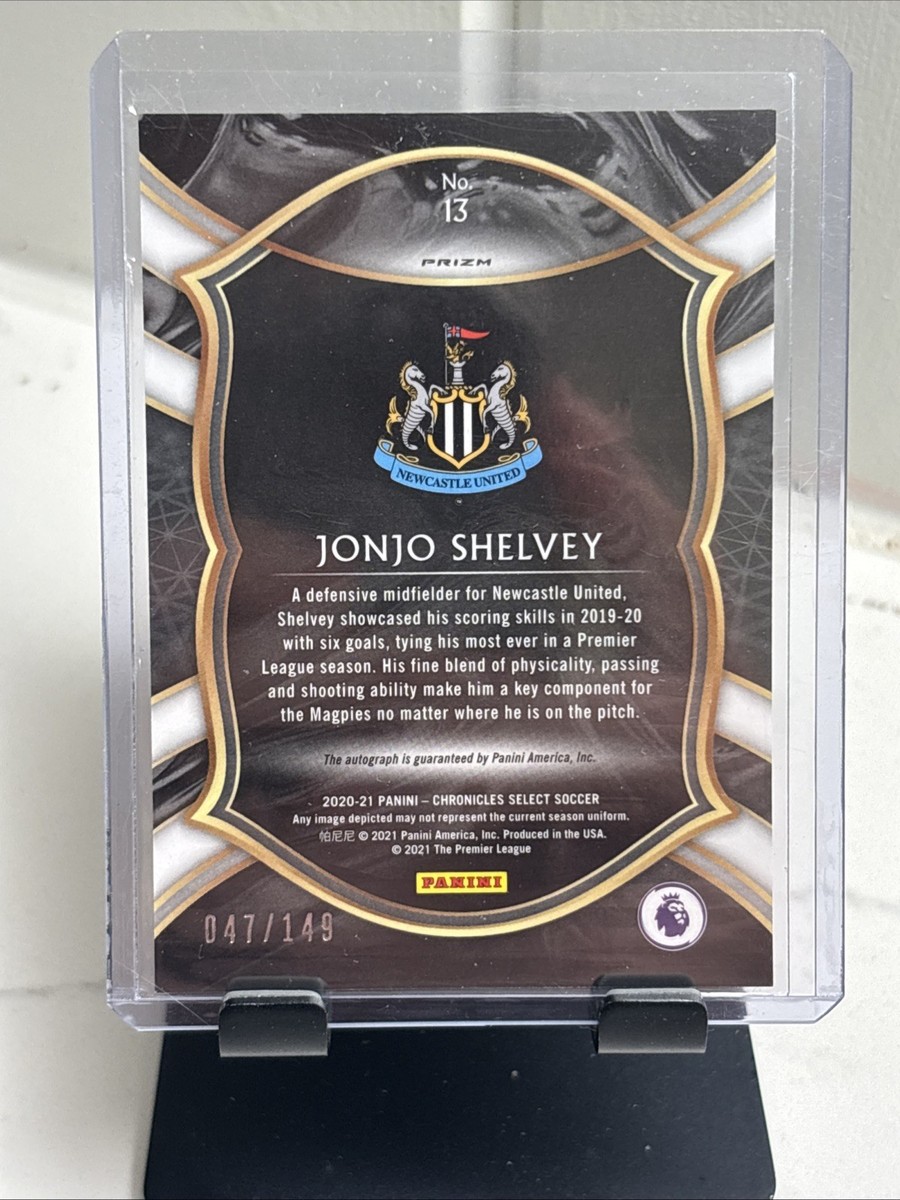 No.
13
PRIZM
NEWCASTLE UNITED
JONJO SHELVEY
A defensive midfielder for Newcastle United,
Shelvey showcased his scoring skills in 2019-20
with six goals, tying his most ever in a Premier
League season. His fine blend of physicality, passing
and shooting ability make him a key component for
the Magpies no matter where he is on the pitch.
The autograph is guaranteed by Panini America, Inc.
2020-21 PANINI – CHRONICLES SELECT SOCCER
Any image depicted may not represent the current season uniform.
帕尼尼 © 2021 Panini America, Inc. Produced in the USA.
© 2021 The Premier League
PANINI
047/149